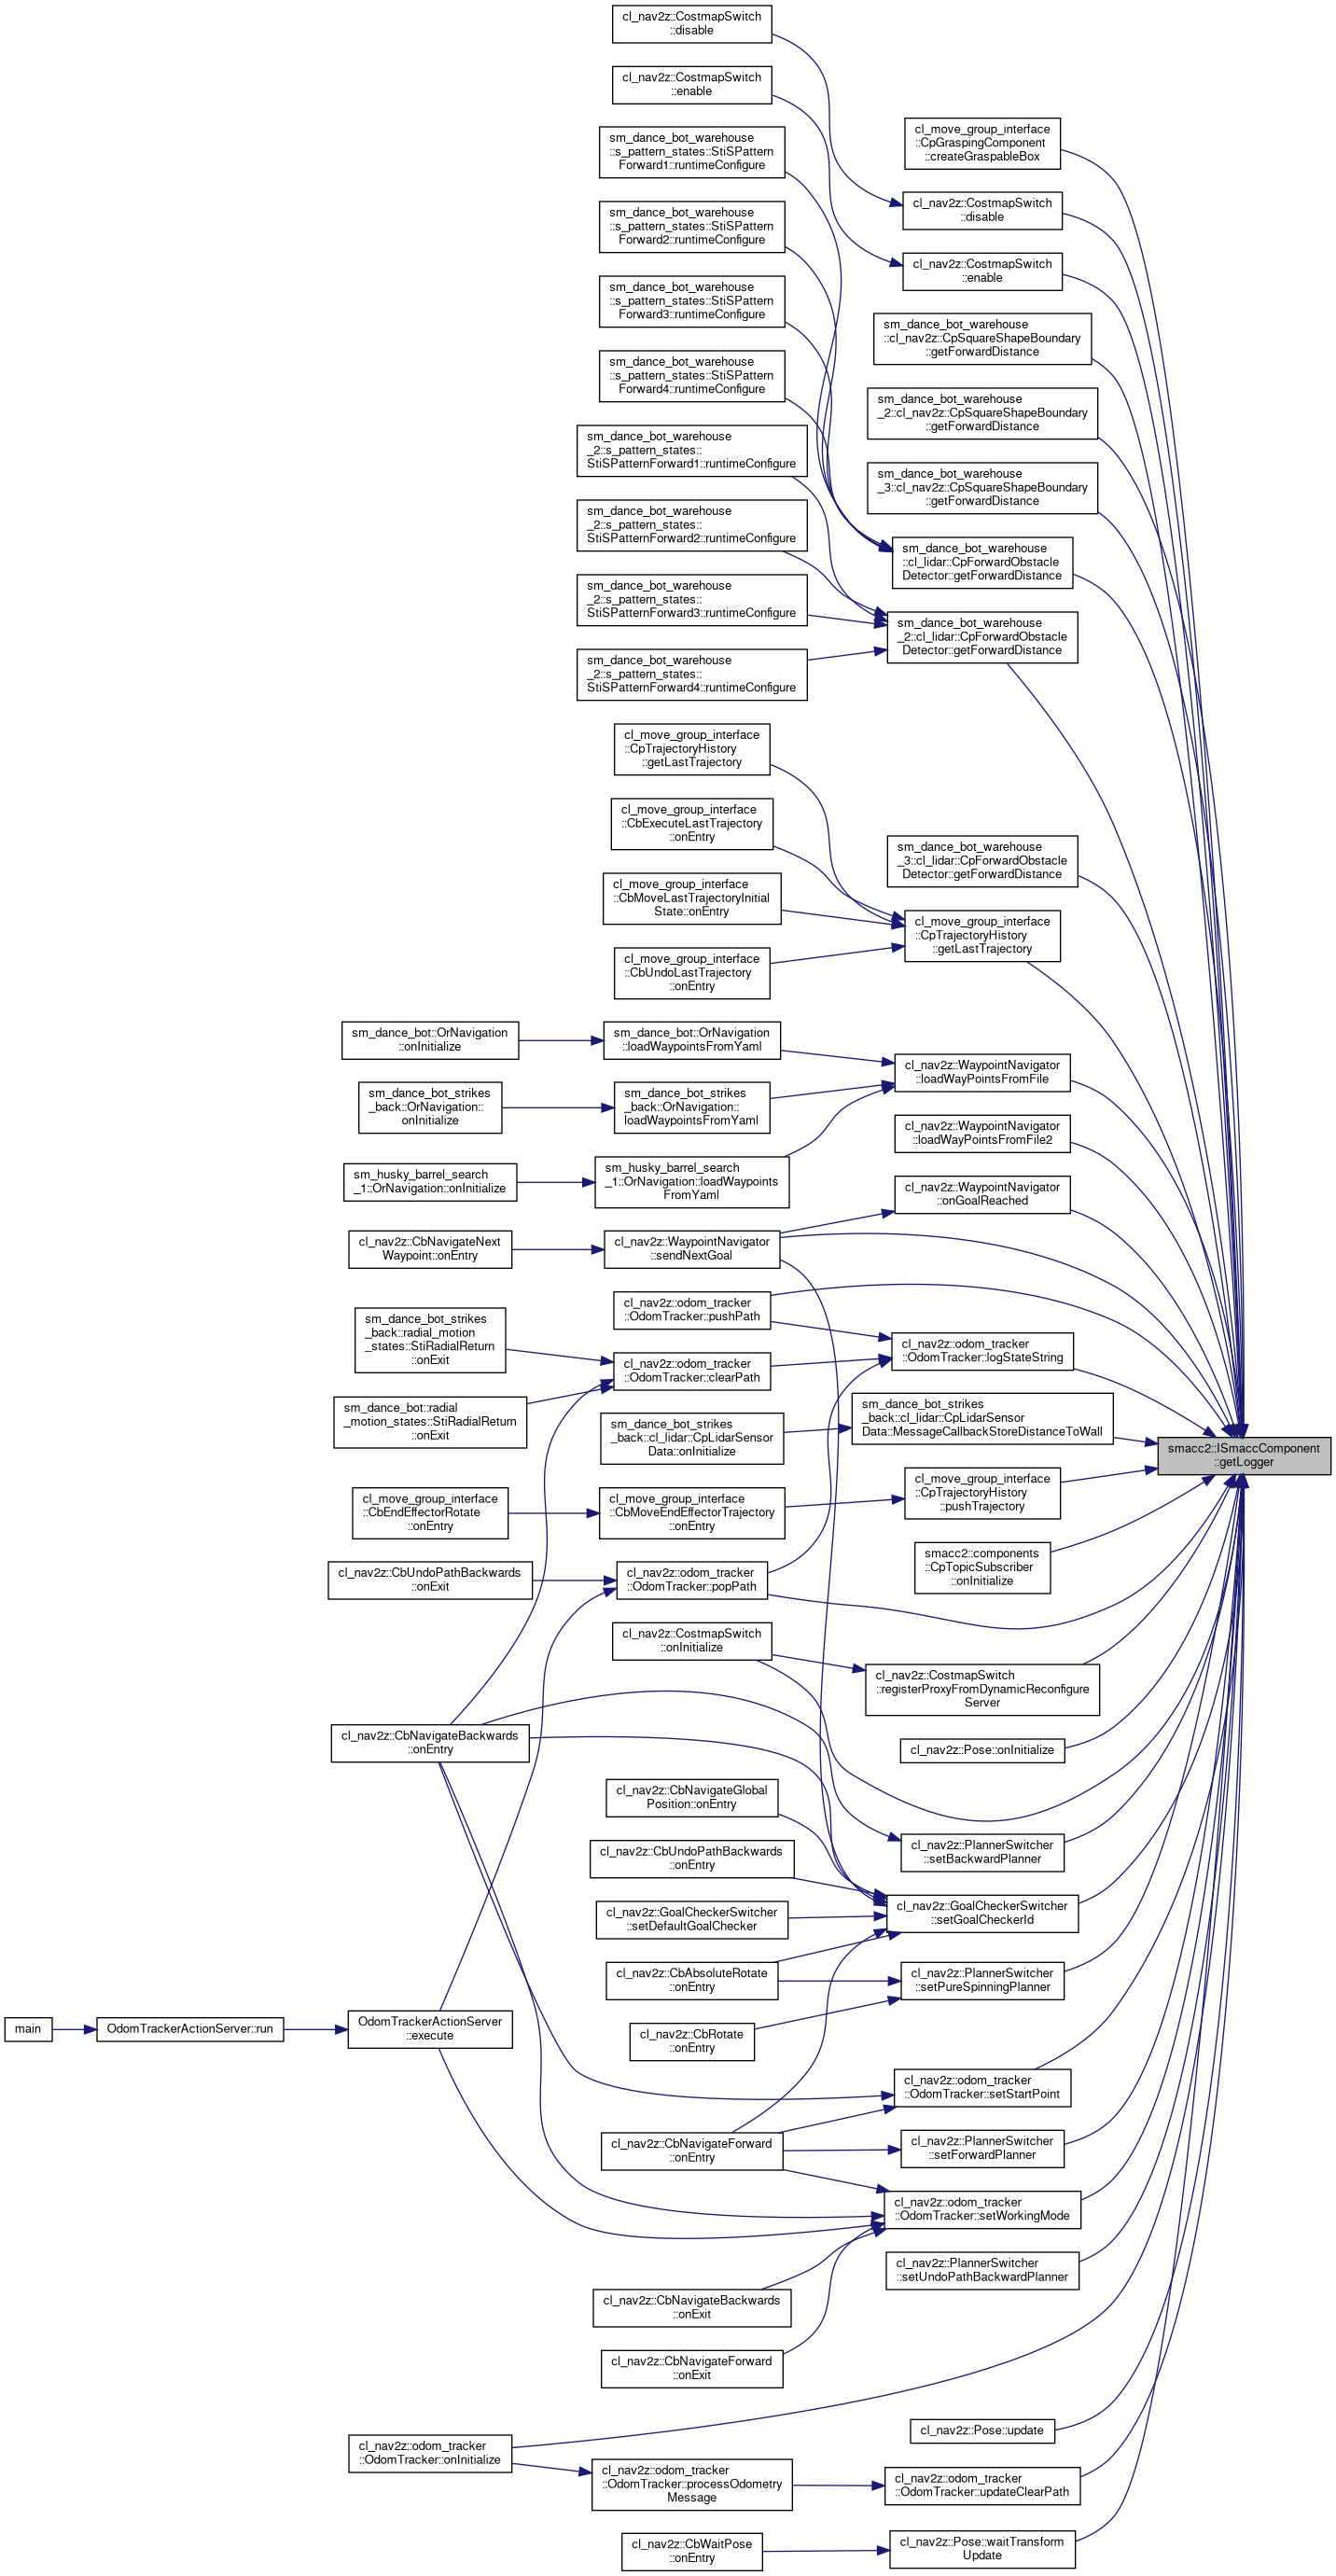 cl_nav2z::CostmapSwitch
::disable
cl_nav2z::CostmapSwitch
::enable
sm_dance_bot_warehouse
::s_pattern_states::StiSPattern
Forward1::runtimeConfigure
sm_dance_bot_warehouse
::s_pattern_states::StiSPattern
Forward2::runtimeConfigure
sm_dance_bot_warehouse
::s_pattern_states::StiSPattern
Forward3::runtimeConfigure
sm_dance_bot_warehouse
::s_pattern_states::StiSPattern
Forward4::runtimeConfigure
sm_dance_bot_warehouse
_2::s_pattern_states::
StiSPatternForward1::runtimeConfigure
sm_dance_bot_warehouse
_2::s_pattern_states::
StiSPatternForward2::runtimeConfigure
sm_dance_bot_warehouse
_2::s_pattern_states::
StiSPatternForward3::runtimeConfigure
sm_dance_bot_warehouse
_2::s_pattern_states::
StiSPatternForward4::runtimeConfigure
cl_move_group_interface
::CpGraspingComponent
::createGraspableBox
cl_nav2z::CostmapSwitch
::disable
cl_nav2z::CostmapSwitch
::enable
sm_dance_bot_warehouse
::cl_nav2z::CpSquareShapeBoundary
::getForwardDistance
sm_dance_bot_warehouse
_2::cl_nav2z::CpSquareShapeBoundary
::getForwardDistance
sm_dance_bot_warehouse
_3::cl_nav2z::CpSquareShapeBoundary
::getForwardDistance
sm_dance_bot_warehouse
::cl_lidar::CpForwardObstacle
Detector::getForwardDistance
sm_dance_bot_warehouse
_2::cl_lidar::CpForwardObstacle
Detector::getForwardDistance
cl_move_group_interface
::CpTrajectoryHistory
::getLastTrajectory
cl_move_group_interface
::CbExecuteLastTrajectory
::onEntry
cl_move_group_interface
::CbMoveLastTrajectoryInitial
State::onEntry
cl_move_group_interface
::CbUndoLastTrajectory
::onEntry
sm_dance_bot_warehouse
_3::cl_lidar::CpForwardObstacle
Detector::getForwardDistance
cl_move_group_interface
::CpTrajectoryHistory
::getLastTrajectory
sm_dance_bot::OrNavigation
::onInitialize
sm_dance_bot::OrNavigation
::loadWaypointsFromYaml
cl_nav2z::WaypointNavigator
::loadWayPointsFromFile
sm_dance_bot_strikes
_back::OrNavigation::
onInitialize
sm_dance_bot_strikes
_back::OrNavigation::
loadWaypointsFromYaml
cl_nav2z::WaypointNavigator
::loadWayPointsFromFile2
sm_husky_barrel_search
_1::OrNavigation::onInitialize
sm_husky_barrel_search
_1::OrNavigation::loadWaypoints
FromYaml
cl_nav2z::WaypointNavigator
::onGoalReached
cl_nav2z::CbNavigateNext
Waypoint::onEntry
cl_nav2z::WaypointNavigator
::sendNextGoal
cl_nav2z::odom_tracker
::OdomTracker::pushPath
sm_dance_bot_strikes
_back::radial_motion
_states::StiRadialReturn
::onExit
cl_nav2z::odom_tracker
::OdomTracker::clearPath
cl_nav2z::odom_tracker
::OdomTracker::logStateString
sm_dance_bot::radial
_motion_states::StiRadialReturn
::onExit
sm_dance_bot_strikes
_back::cl_lidar::CpLidarSensor
Data::onInitialize
sm_dance_bot_strikes
_back::cl_lidar::CpLidarSensor
Data::MessageCallbackStoreDistanceToWall
smacc2::ISmaccComponent
::getLogger
cl_move_group_interface
::CbEndEffectorRotate
::onEntry
cl_move_group_interface
::CbMoveEndEffectorTrajectory
::onEntry
cl_move_group_interface
::CpTrajectoryHistory
::pushTrajectory
smacc2::components
::CpTopicSubscriber
::onInitialize
cl_nav2z::CbUndoPathBackwards
::onExit
cl_nav2z::odom_tracker
::OdomTracker::popPath
cl_nav2z::CostmapSwitch
::onInitialize
cl_nav2z::CostmapSwitch
::registerProxyFromDynamicReconfigure
Server
cl_nav2z::CbNavigateBackwards
::onEntry
cl_nav2z::Pose::onInitialize
cl_nav2z::CbNavigateGlobal
Position::onEntry
cl_nav2z::PlannerSwitcher
::setBackwardPlanner
cl_nav2z::CbUndoPathBackwards
::onEntry
cl_nav2z::GoalCheckerSwitcher
::setDefaultGoalChecker
cl_nav2z::GoalCheckerSwitcher
::setGoalCheckerId
cl_nav2z::CbAbsoluteRotate
::onEntry
cl_nav2z::PlannerSwitcher
::setPureSpinningPlanner
main
OdomTrackerActionServer::run
OdomTrackerActionServer
::execute
cl_nav2z::CbRotate
::onEntry
cl_nav2z::odom_tracker
::OdomTracker::setStartPoint
cl_nav2z::CbNavigateForward
::onEntry
cl_nav2z::PlannerSwitcher
::setForwardPlanner
cl_nav2z::odom_tracker
::OdomTracker::setWorkingMode
cl_nav2z::PlannerSwitcher
::setUndoPathBackwardPlanner
cl_nav2z::CbNavigateBackwards
::onExit
cl_nav2z::CbNavigateForward
::onExit
cl_nav2z::Pose::update
cl_nav2z::odom_tracker
::OdomTracker::onInitialize
cl_nav2z::odom_tracker
::OdomTracker::processOdometry
Message
cl_nav2z::odom_tracker
::OdomTracker::updateClearPath
cl_nav2z::CbWaitPose
::onEntry
cl_nav2z::Pose::waitTransform
Update